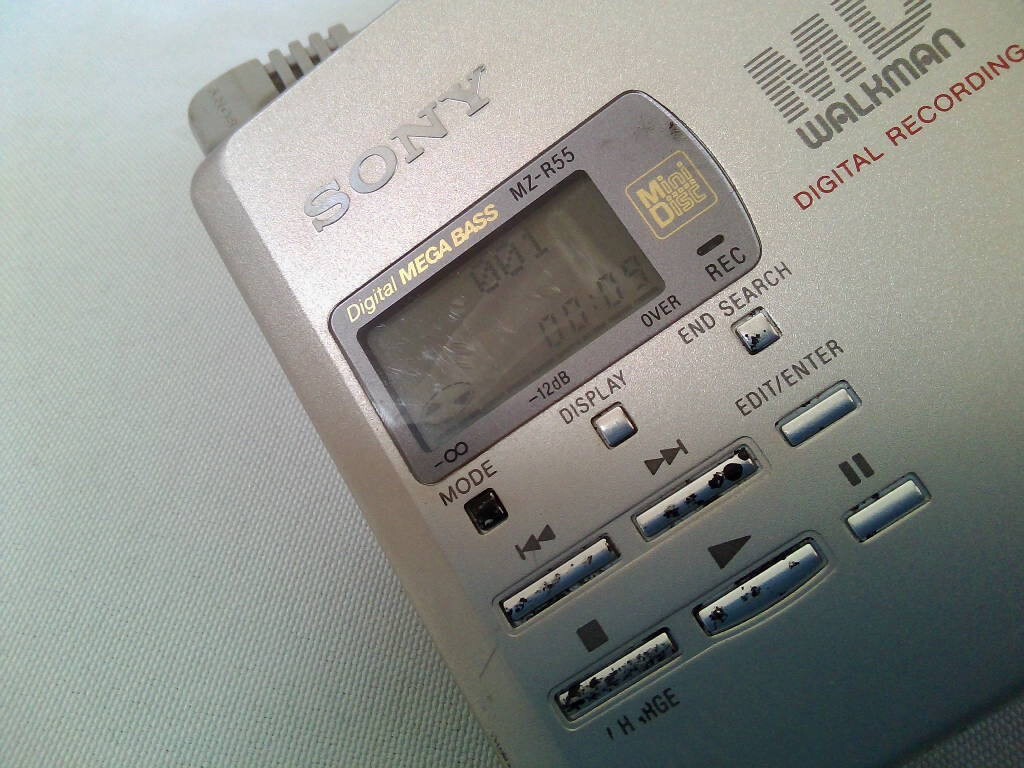 SONY
MD
WALKMAN
DIGITAL RECORDING
Digital MEGA BASS MZ-R55
Mini
Disc
001
00:09
REC
-∞ -12dB OVER
END SEARCH
DISPLAY
EDIT/ENTER
MODE